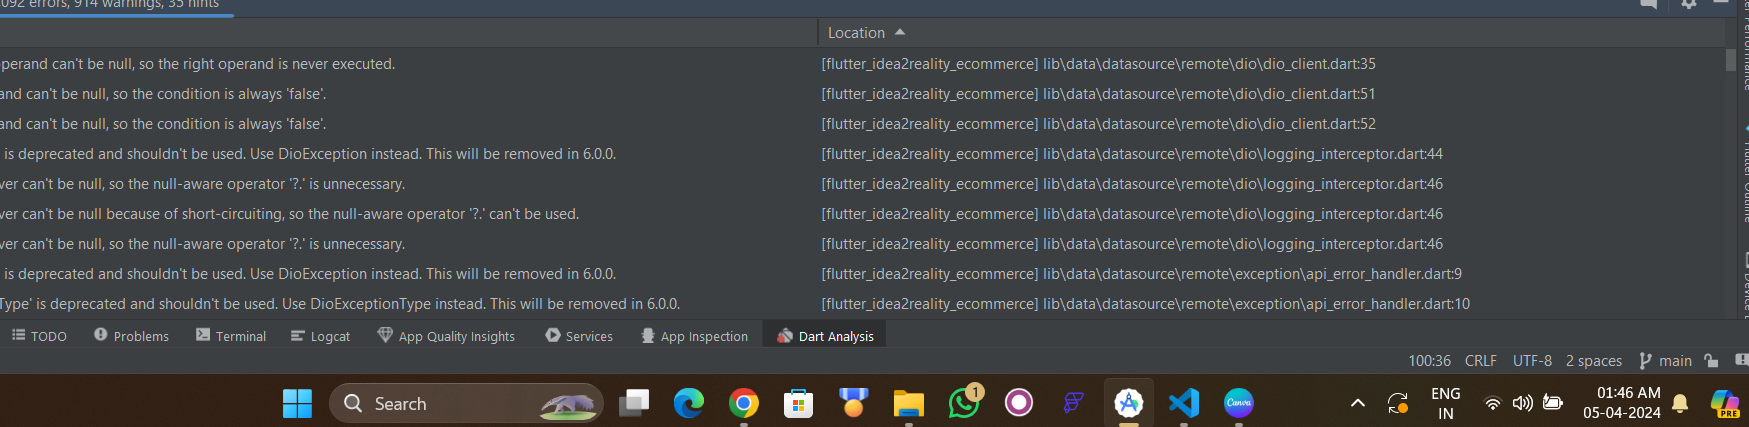 092 errors, 914 warnings, 35 hints
Location
operand can't be null, so the right operand is never executed. [flutter_idea2reality_ecommerce] lib\data\datasource\remote\dio\dio_client.dart:35
and can't be null, so the condition is always 'false'. [flutter_idea2reality_ecommerce] lib\data\datasource\remote\dio\dio_client.dart:51
and can't be null, so the condition is always 'false'. [flutter_idea2reality_ecommerce] lib\data\datasource\remote\dio\dio_client.dart:52
is deprecated and shouldn't be used. Use DioException instead. This will be removed in 6.0.0. [flutter_idea2reality_ecommerce] lib\data\datasource\remote\dio\logging_interceptor.dart:44
ver can't be null, so the null-aware operator '?.' is unnecessary. [flutter_idea2reality_ecommerce] lib\data\datasource\remote\dio\logging_interceptor.dart:46
ver can't be null because of short-circuiting, so the null-aware operator '?.' can't be used. [flutter_idea2reality_ecommerce] lib\data\datasource\remote\dio\logging_interceptor.dart:46
ver can't be null, so the null-aware operator '?.' is unnecessary. [flutter_idea2reality_ecommerce] lib\data\datasource\remote\dio\logging_interceptor.dart:46
is deprecated and shouldn't be used. Use DioException instead. This will be removed in 6.0.0. [flutter_idea2reality_ecommerce] lib\data\datasource\remote\exception\api_error_handler.dart:9
Type' is deprecated and shouldn't be used. Use DioExceptionType instead. This will be removed in 6.0.0. [flutter_idea2reality_ecommerce] lib\data\datasource\remote\exception\api_error_handler.dart:10
Performance
Flutter Outline
TODO Problems Terminal Logcat App Quality Insights Services App Inspection Dart Analysis
100:36 CRLF UTF-8 2 spaces main
Search 1 Canva ENG 01:46 AM
IN 05-04-2024 PRE